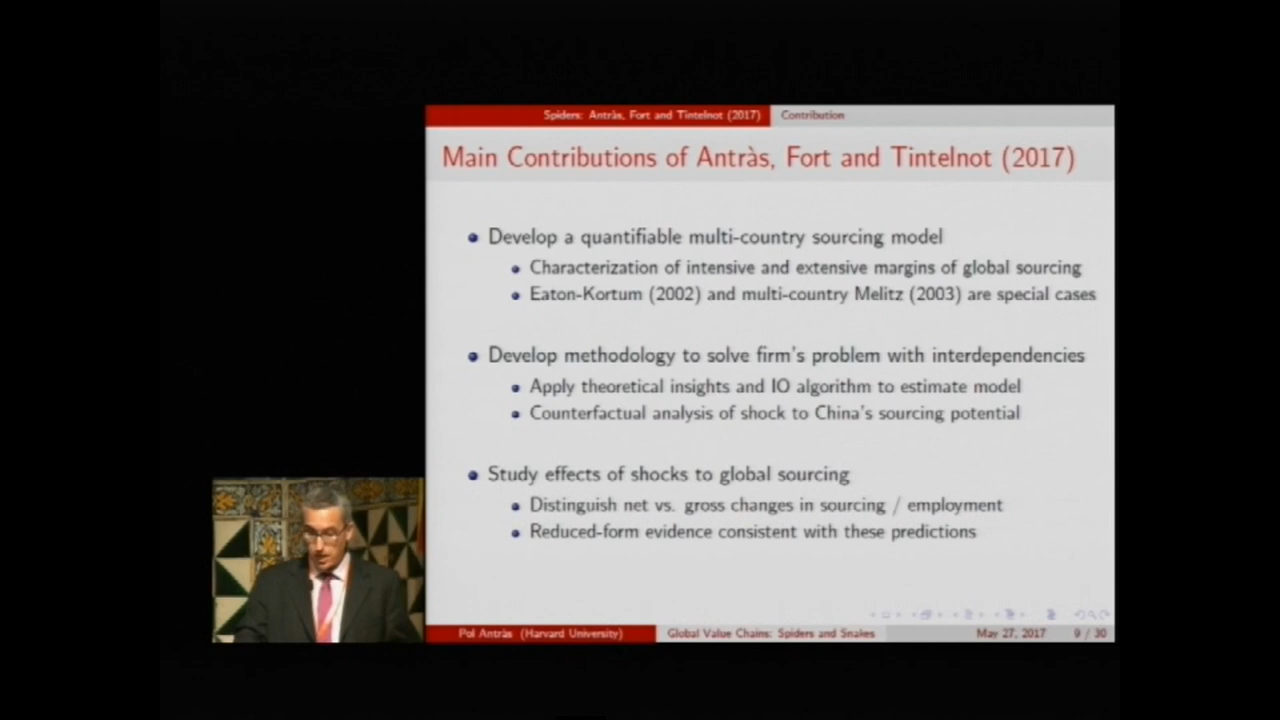 Spiders: Antràs, Fort and Tintelnot (2017) Contribution
Main Contributions of Antràs, Fort and Tintelnot (2017)
Develop a quantifiable multi-country sourcing model
Characterization of intensive and extensive margins of global sourcing
Eaton-Kortum (2002) and multi-country Melitz (2003) are special cases
Develop methodology to solve firm's problem with interdependencies
Apply theoretical insights and IO algorithm to estimate model
Counterfactual analysis of shock to China's sourcing potential
Study effects of shocks to global sourcing
Distinguish net vs. gross changes in sourcing / employment
Reduced-form evidence consistent with these predictions
Pol Antràs (Harvard University) Global Value Chains: Spiders and Snakes May 27, 2017 9 / 30